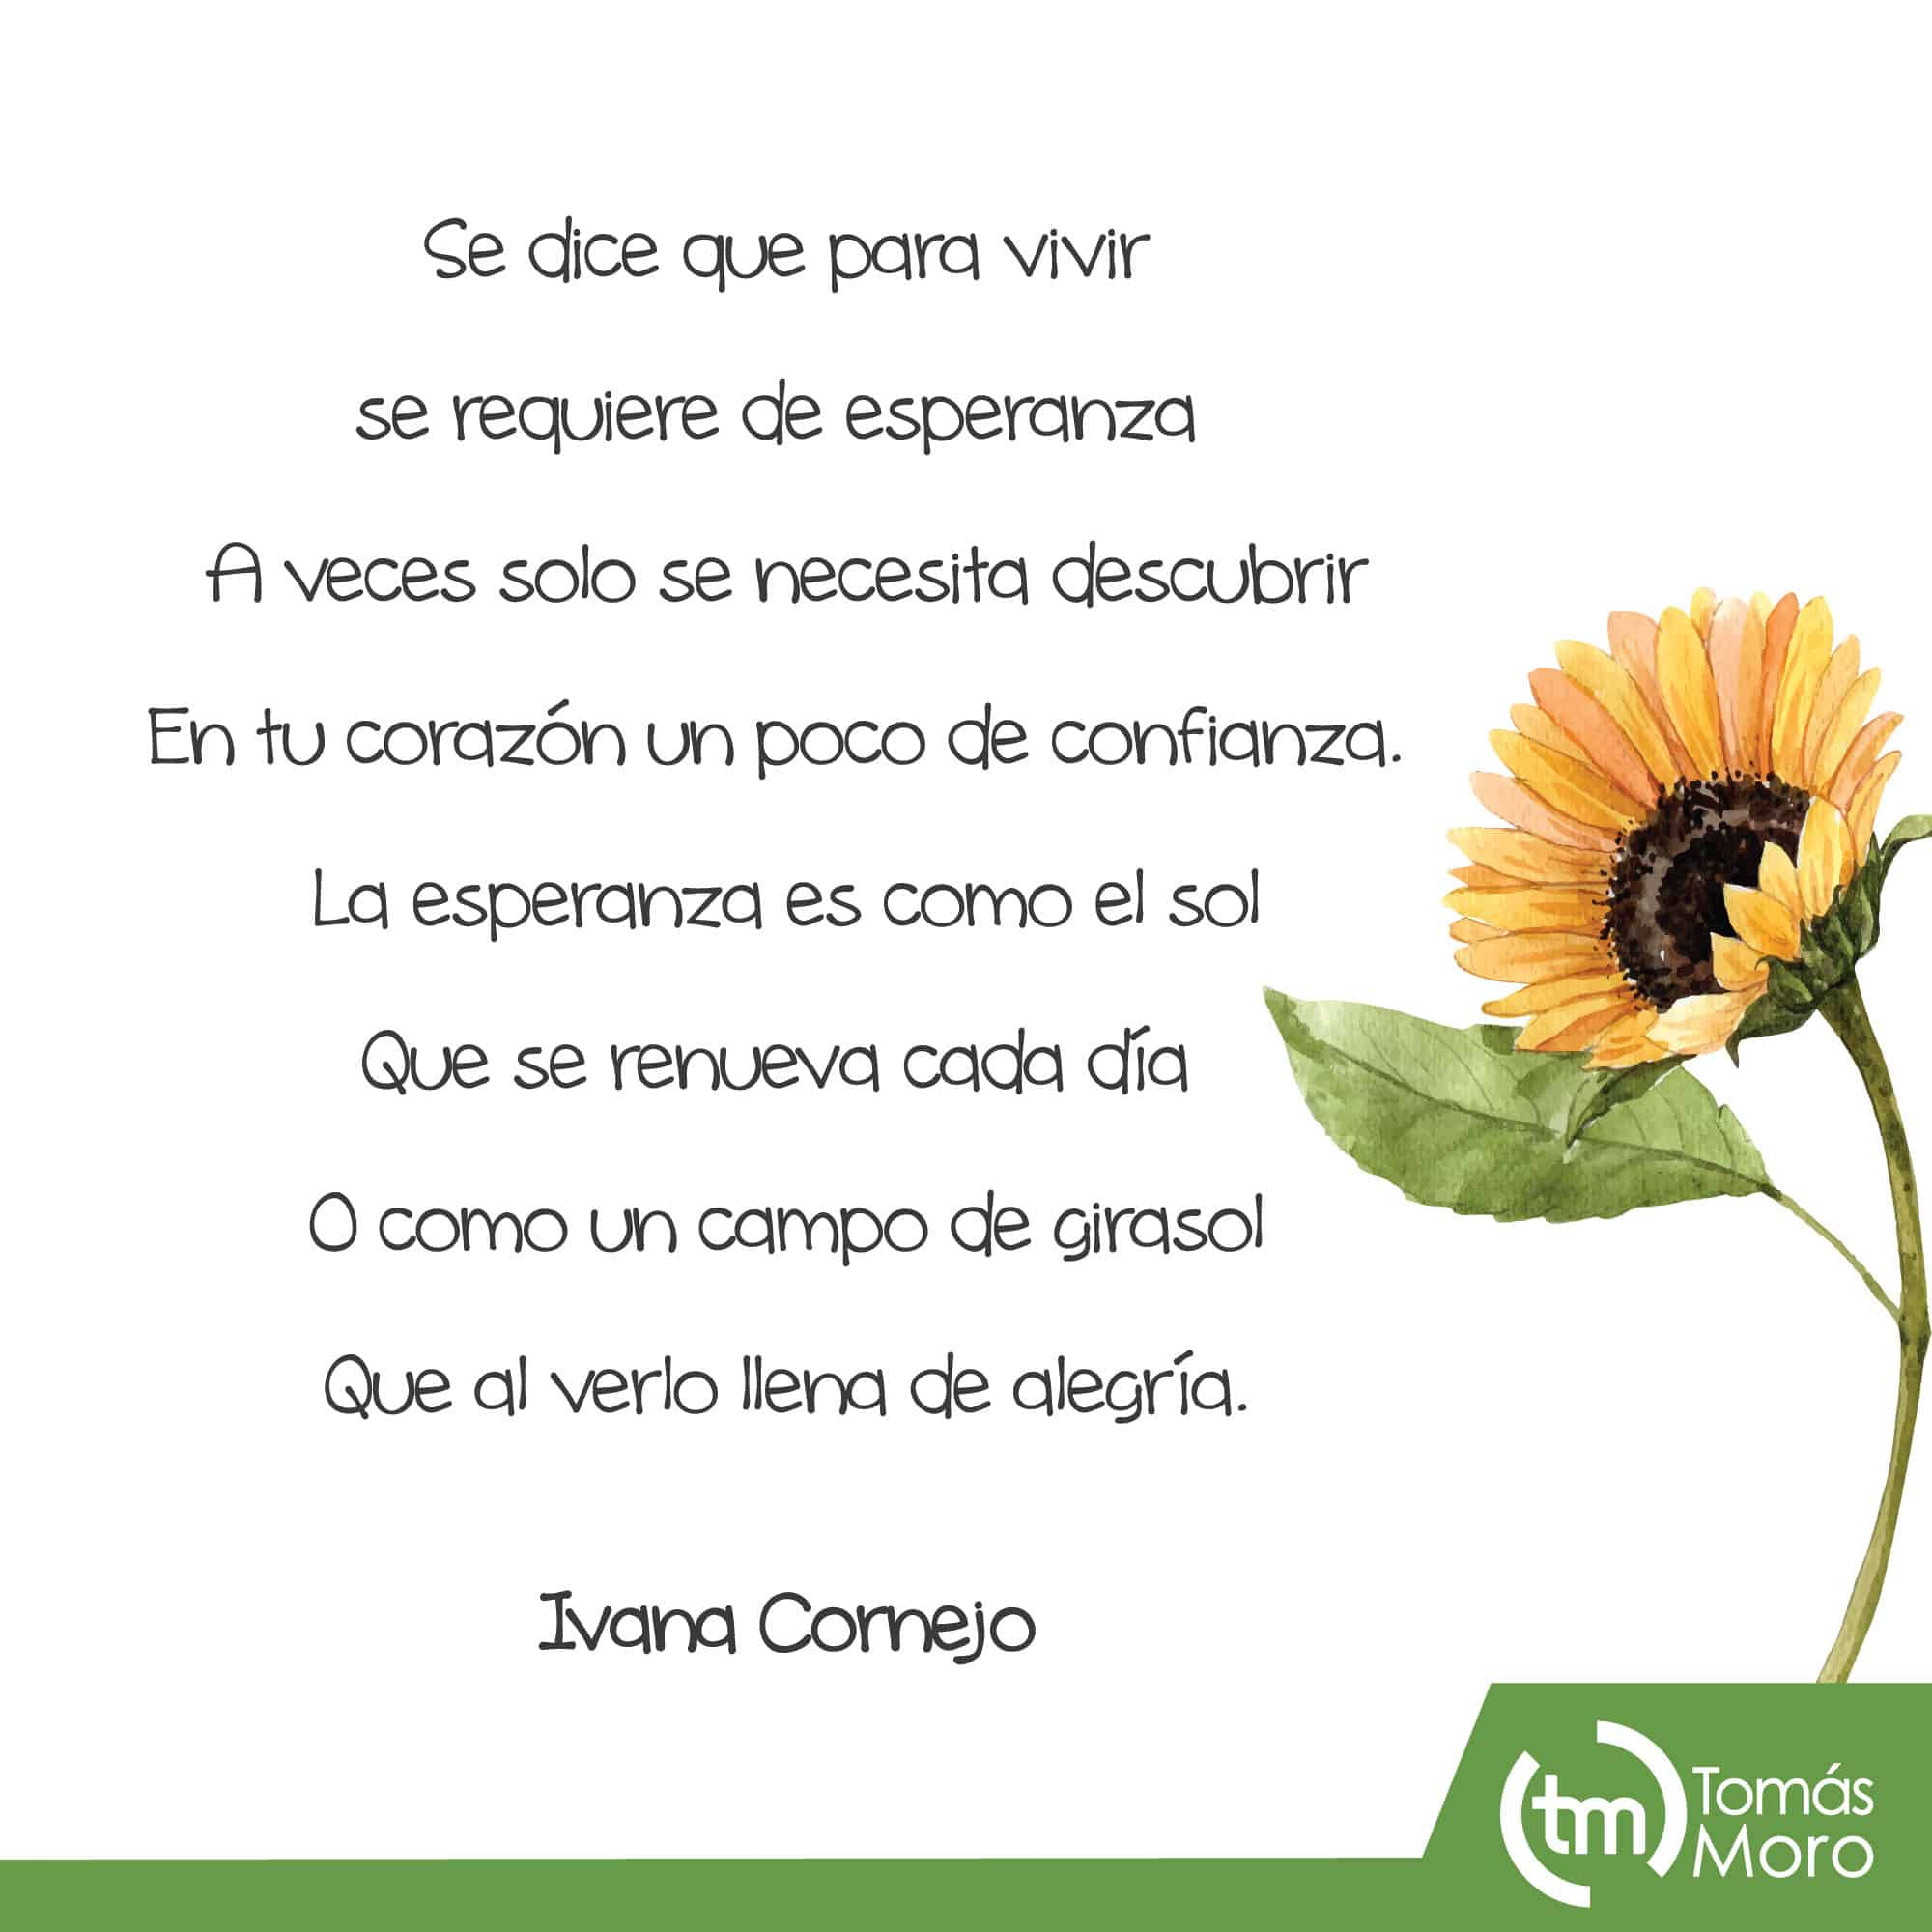 Se dice que para vivir
se requiere de esperanza
A veces solo se necesita descubrir
En tu corazón un poco de confianza.
La esperanza es como el sol
Que se renueva cada día
O como un campo de girasol
Que al verlo llena de alegría.
Ivana Cornejo
tm
Tomás
Moro